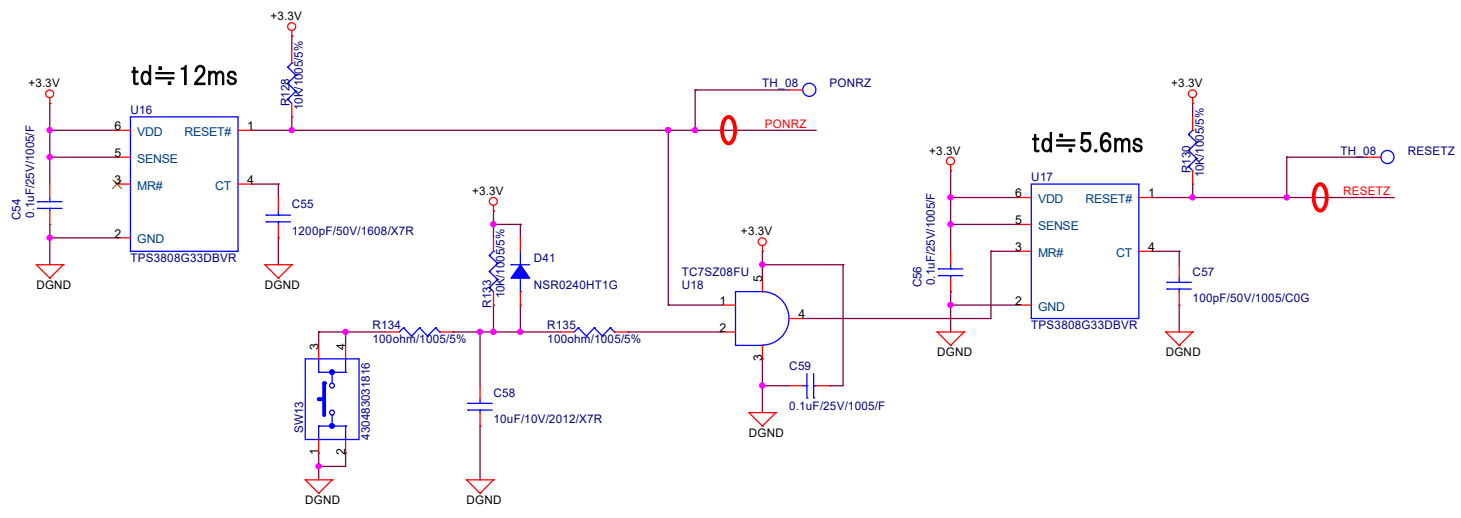 +3.3V
td≒12ms
+3.3V
R128
10K/1005/5%
U16
6
VDD
RESET#
1
5
SENSE
3
MR#
CT
4
2
GND
TPS3808G33DBVR
C54
0.1uF/25V/1005/F
DGND
C55
1200pF/50V/1608/X7R
DGND
TH_08
PONRZ
PONRZ
+3.3V
R133
10K/1005/5%
D41
NSR0240HT1G
R134
100ohm/1005/5%
R135
100ohm/1005/5%
3
4
SW13
430483031816
1
2
DGND
C58
10uF/10V/2012/X7R
DGND
+3.3V
TC7SZ08FU
U18
5
1
2
4
3
C59
0.1uF/25V/1005/F
DGND
+3.3V
td≒5.6ms
+3.3V
R130
10K/1005/5%
U17
6
VDD
RESET#
1
5
SENSE
3
MR#
CT
4
2
GND
TPS3808G33DBVR
C56
0.1uF/25V/1005/F
DGND
C57
100pF/50V/1005/C0G
DGND
TH_08
RESETZ
RESETZ